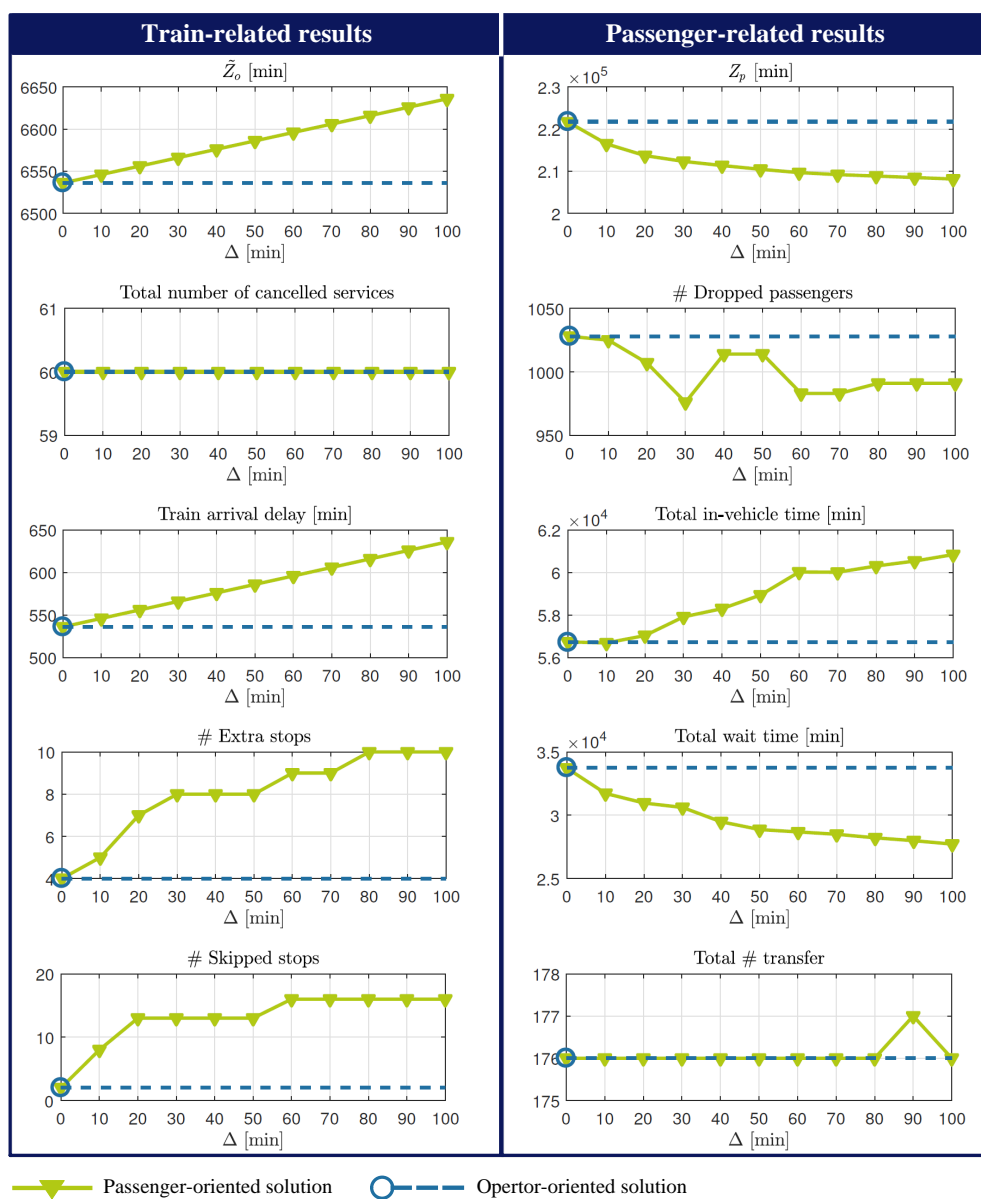 Train-related results
Passenger-related results
Z̃ₒ [min]
6650
6600
6550
6500
0 10 20 30 40 50 60 70 80 90 100
Δ [min]
Zₚ [min]
×10⁵
2.3
2.2
2.1
2
0 10 20 30 40 50 60 70 80 90 100
Δ [min]
Total number of cancelled services
61
60
59
0 10 20 30 40 50 60 70 80 90 100
Δ [min]
# Dropped passengers
1050
1000
950
0 10 20 30 40 50 60 70 80 90 100
Δ [min]
Train arrival delay [min]
650
600
550
500
0 10 20 30 40 50 60 70 80 90 100
Δ [min]
Total in-vehicle time [min]
×10⁴
6.2
6
5.8
5.6
0 10 20 30 40 50 60 70 80 90 100
Δ [min]
# Extra stops
10
8
6
4
0 10 20 30 40 50 60 70 80 90 100
Δ [min]
Total wait time [min]
×10⁴
3.5
3
2.5
0 10 20 30 40 50 60 70 80 90 100
Δ [min]
# Skipped stops
20
10
0
0 10 20 30 40 50 60 70 80 90 100
Δ [min]
Total # transfer
178
177
176
175
0 10 20 30 40 50 60 70 80 90 100
Δ [min]
Passenger-oriented solution
Opertor-oriented solution